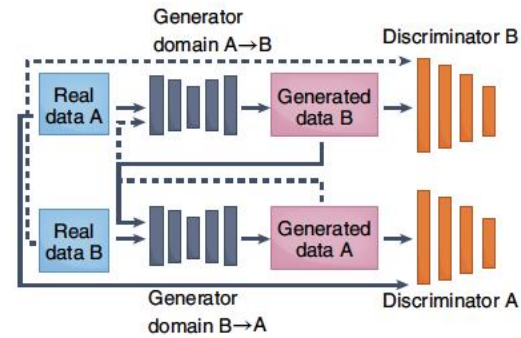 Generator
domain A→B
Discriminator B
Real
data A
Generated
data B
Real
data B
Generated
data A
Generator
domain B→A
Discriminator A